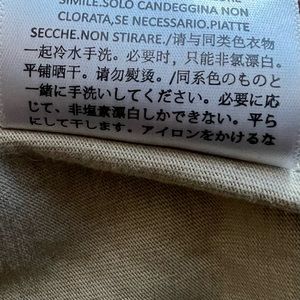 SIMILE.SOLO CANDEGGINA NON
CLORATA,SE NECESSARIO.PIATTE
SECCHE.NON STIRARE./请与同类色衣物
一起冷水手洗。必要时，只能非氯漂白。
平铺晒干。请勿熨烫。/同系色のものと
一緒に手洗いしてください。必要に応
じて、非塩素漂白しかできない。平ら
にして干します。アイロンをかけるな